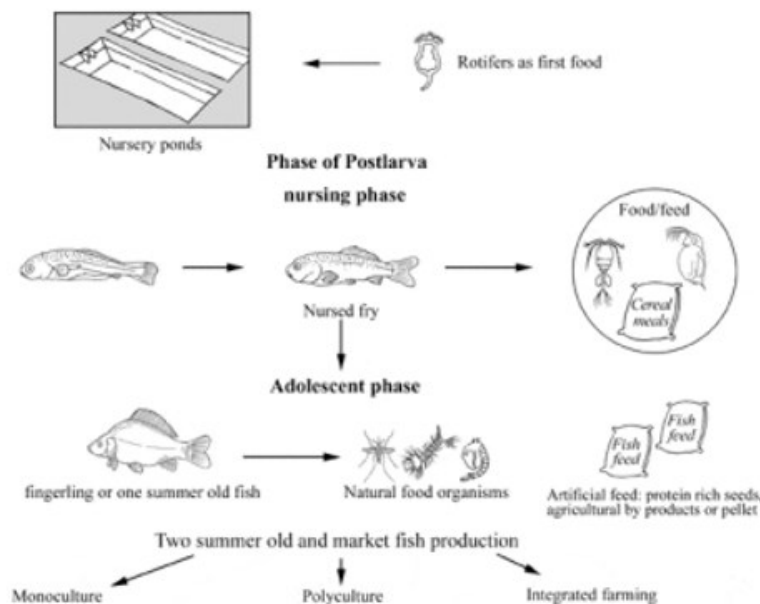 Rotifers as first food
Nursery ponds
Phase of Postlarva
nursing phase
Food/feed
Cereal
meals
Nursed fry
Adolescent phase
Fish
feed
Fish
feed
fingerling or one summer old fish
Natural food organisms
Artificial feed: protein rich seeds,
agricultural by products or pellet
Two summer old and market fish production
Monoculture
Polyculture
Integrated farming